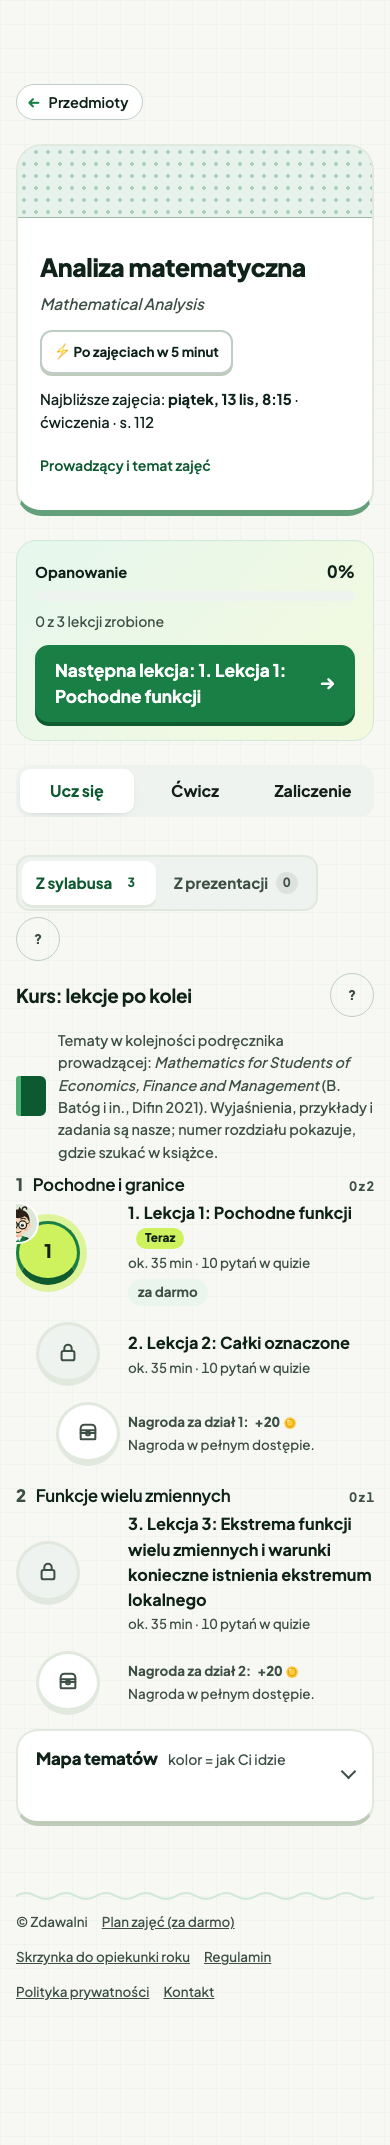 ← Przedmioty
Analiza matematyczna
Mathematical Analysis
⚡ Po zajęciach w 5 minut
Najbliższe zajęcia: piątek, 13 lis, 8:15 ·
ćwiczenia · s. 112
Prowadzący i temat zajęć
Opanowanie 0%
0 z 3 lekcji zrobione
Następna lekcja: 1. Lekcja 1:
Pochodne funkcji →
Ucz się Ćwicz Zaliczenie
Z sylabusa 3 Z prezentacji 0
?
Kurs: lekcje po kolei ?
Tematy w kolejności podręcznika
prowadzącej: Mathematics for Students of
Economics, Finance and Management (B.
Batóg i in., Difin 2021). Wyjaśnienia, przykłady i
zadania są nasze; numer rozdziału pokazuje,
gdzie szukać w książce.
1 Pochodne i granice 0 z 2
1. Lekcja 1: Pochodne funkcji
1 Teraz
ok. 35 min · 10 pytań w quizie
za darmo
2. Lekcja 2: Całki oznaczone
ok. 35 min · 10 pytań w quizie
Nagroda za dział 1: +20
Nagroda w pełnym dostępie.
2 Funkcje wielu zmiennych 0 z 1
3. Lekcja 3: Ekstrema funkcji
wielu zmiennych i warunki
konieczne istnienia ekstremum
lokalnego
ok. 35 min · 10 pytań w quizie
Nagroda za dział 2: +20
Nagroda w pełnym dostępie.
Mapa tematów kolor = jak Ci idzie
© Zdawalni Plan zajęć (za darmo)
Skrzynka do opiekunki roku Regulamin
Polityka prywatności Kontakt